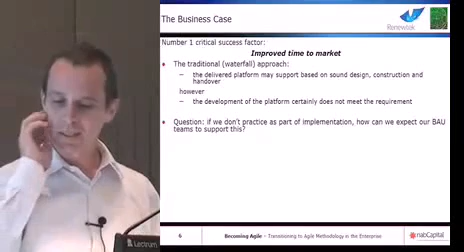 The Business Case
Renewtek
Number 1 critical success factor:
Improved time to market
The traditional (waterfall) approach:
– the delivered platform may support based on sound design, construction and
handover
however
– the development of the platform certainly does not meet the requirement
Question: if we don't practice as part of implementation, how can we expect our BAU
teams to support this?
Lectrum
6
Becoming Agile – Transitioning to Agile Methodology in the Enterprise
nabCapital